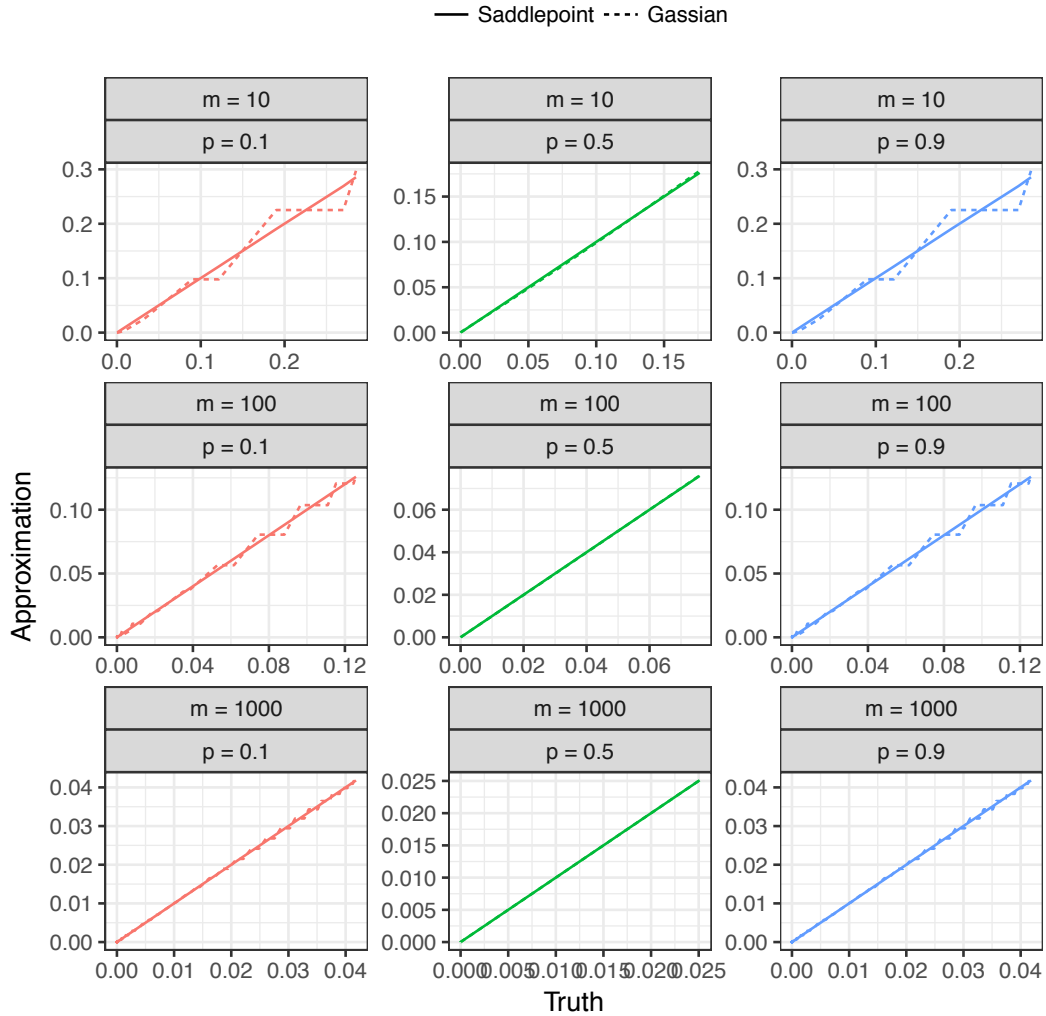 Saddlepoint Gassian
m = 10 m = 10 m = 10
p = 0.1 p = 0.5 p = 0.9
0.3 0.2 0.1 0.0
0.15 0.10 0.05 0.00
0.3 0.2 0.1 0.0
0.0 0.1 0.2 0.00 0.05 0.10 0.15 0.0 0.1 0.2
m = 100 m = 100 m = 100
p = 0.1 p = 0.5 p = 0.9
Approximation
0.10 0.05 0.00
0.06 0.04 0.02 0.00
0.10 0.05 0.00
0.00 0.04 0.08 0.12 0.00 0.02 0.04 0.06 0.00 0.04 0.08 0.12
m = 1000 m = 1000 m = 1000
p = 0.1 p = 0.5 p = 0.9
0.04 0.03 0.02 0.01 0.00
0.025 0.020 0.015 0.010 0.005 0.000
0.04 0.03 0.02 0.01 0.00
0.00 0.01 0.02 0.03 0.04 0.000 0.005 0.010 0.015 0.020 0.025 0.00 0.01 0.02 0.03 0.04
Truth